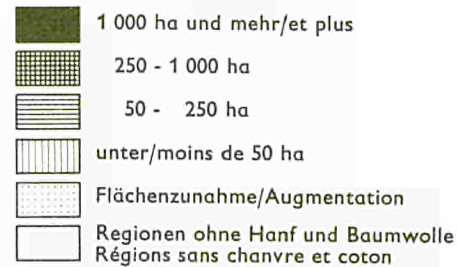 1 000 ha und mehr/et plus
250 - 1 000 ha
50 - 250 ha
unter/moins de 50 ha
Flächenzunahme/Augmentation
Regionen ohne Hanf und Baumwolle
Régions sans chanvre et coton